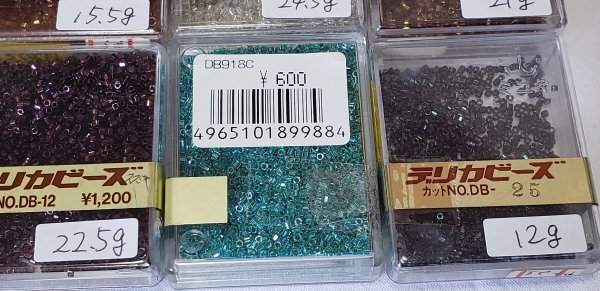 15.5g
24.5g
21g
DB918C
¥ 600
4965101899884
リカビーズ
NO.DB-12 ¥1,200
22.5g
デリカビーズ
カットNO.DB- 25
12g